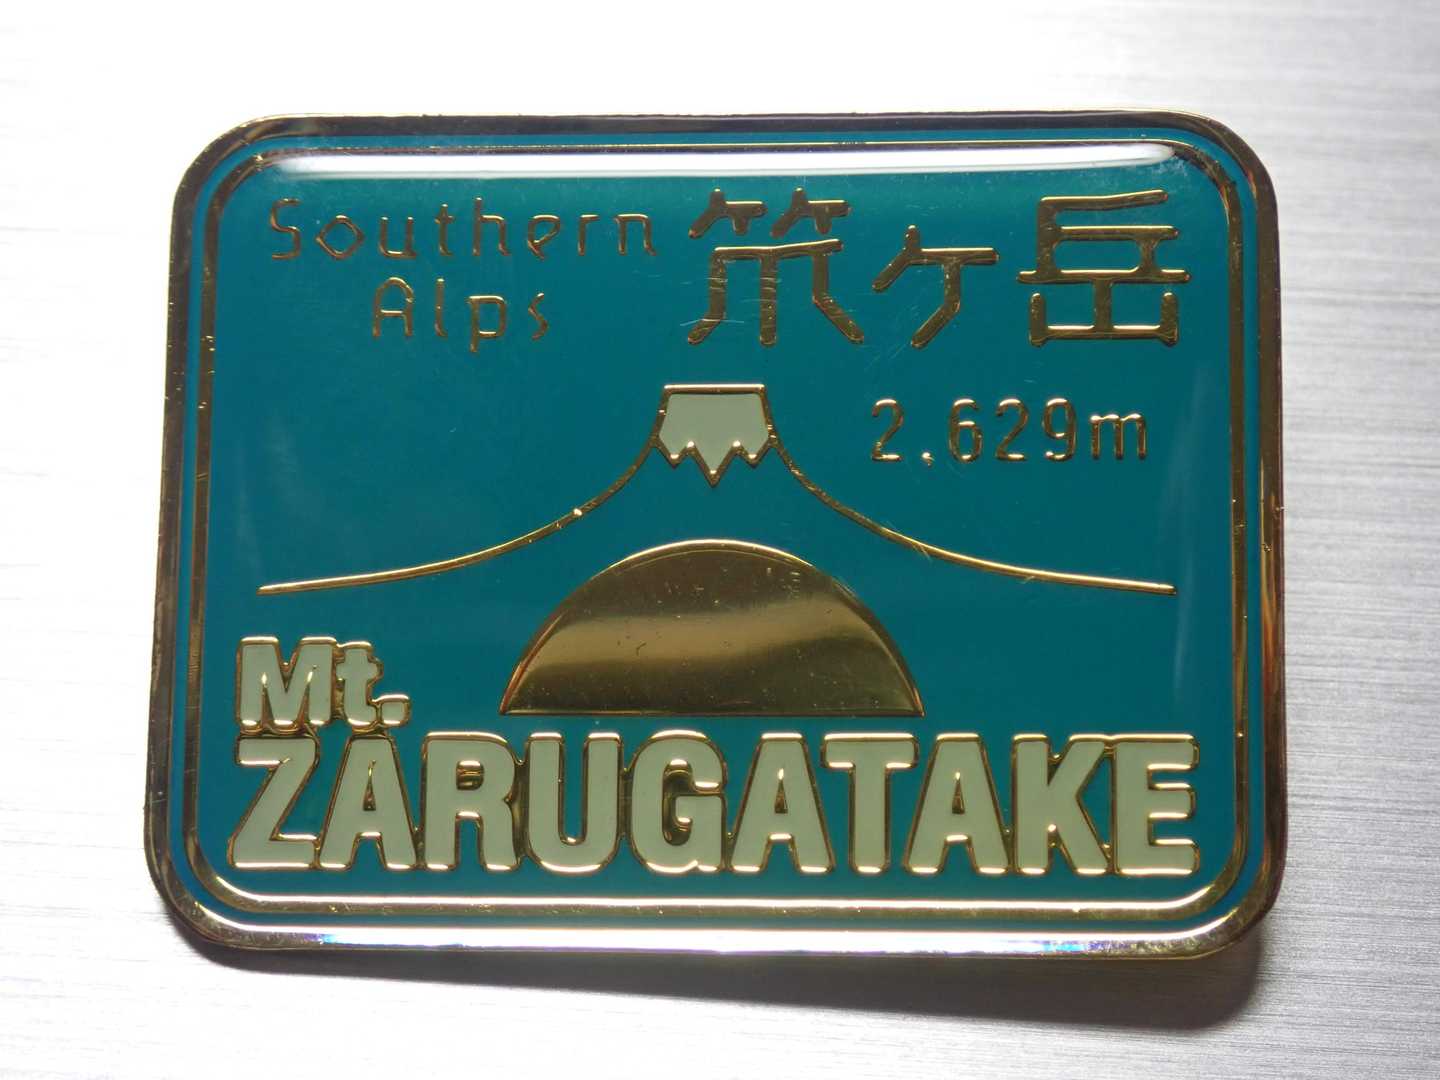 Southern
Alps
笊ヶ岳
2,629m
Mt.
ZARUGATAKE